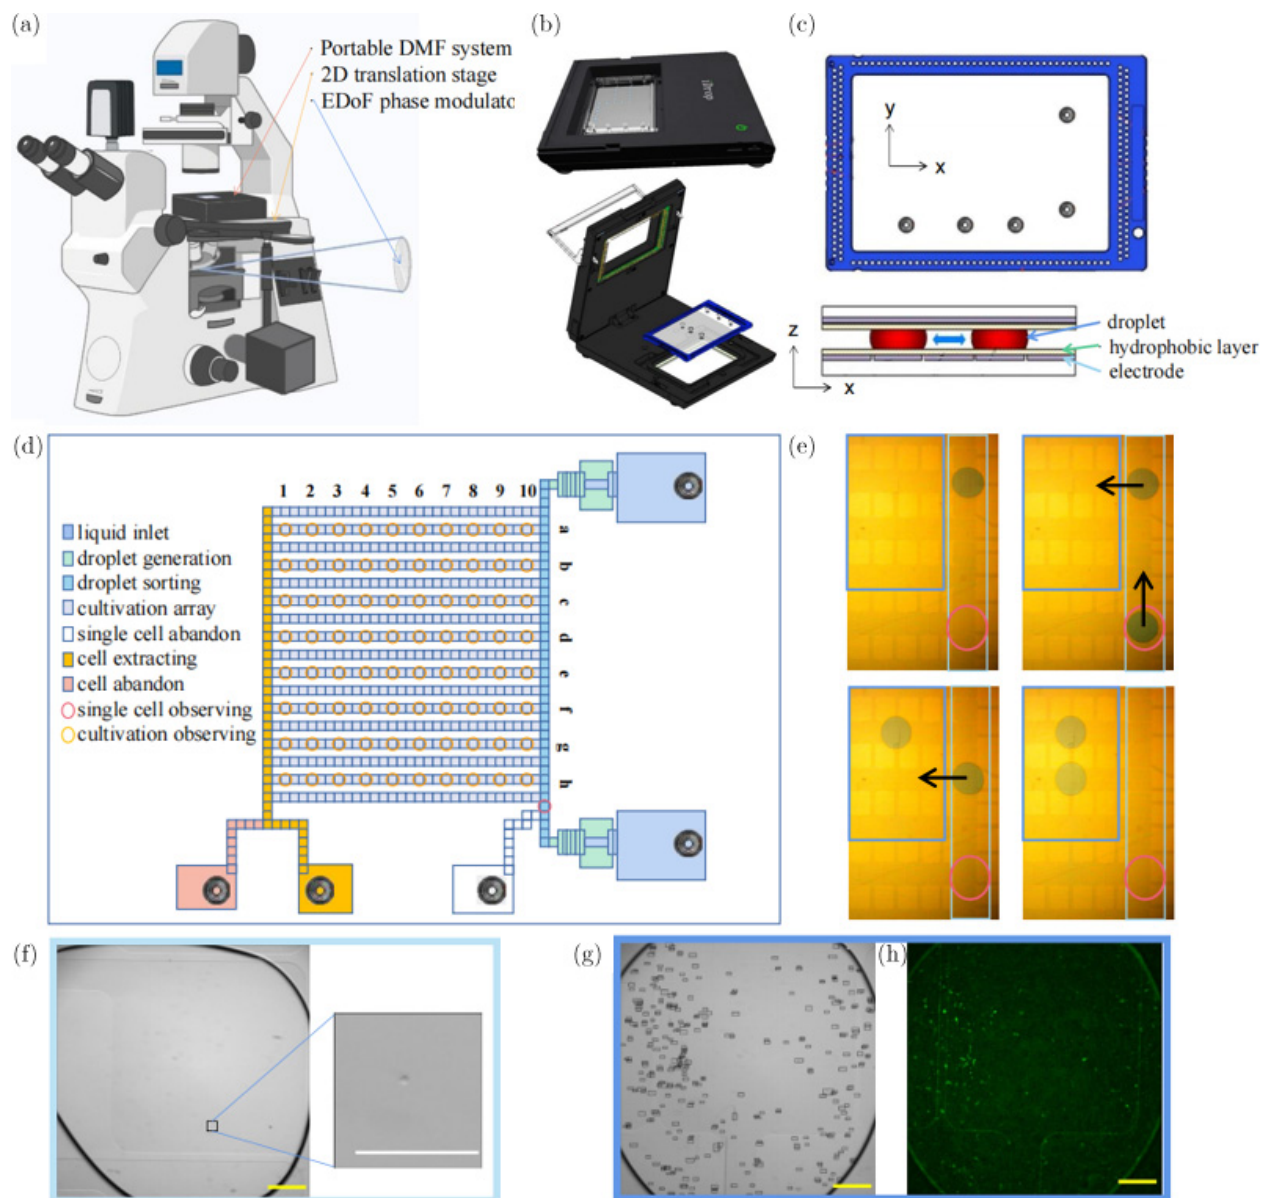 (a)
Portable DMF system
2D translation stage
EDoF phase modulato
(b)
iDrop
(c)
y
x
z
x
droplet
hydrophobic layer
electrode
(d)
1 2 3 4 5 6 7 8 9 10
a
b
c
d
e
f
g
h
liquid inlet
droplet generation
droplet sorting
cultivation array
single cell abandon
cell extracting
cell abandon
single cell observing
cultivation observing
(e)
(f)
(g)
(h)